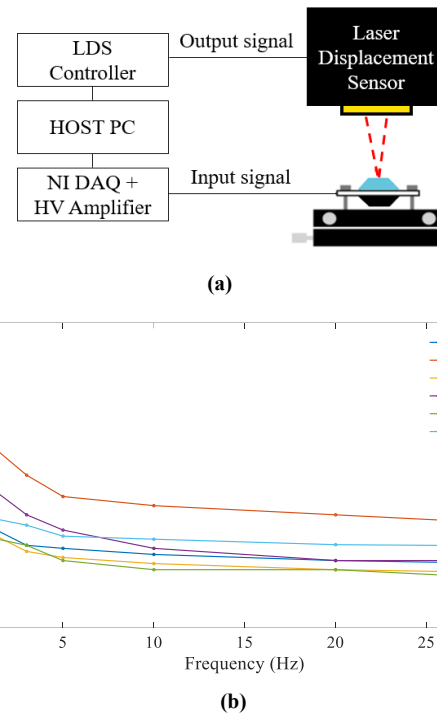 LDS
Controller
Output signal
Laser
Displacement
Sensor
HOST PC
NI DAQ +
HV Amplifier
Input signal
(a)
5
10
15
20
25
Frequency (Hz)
(b)